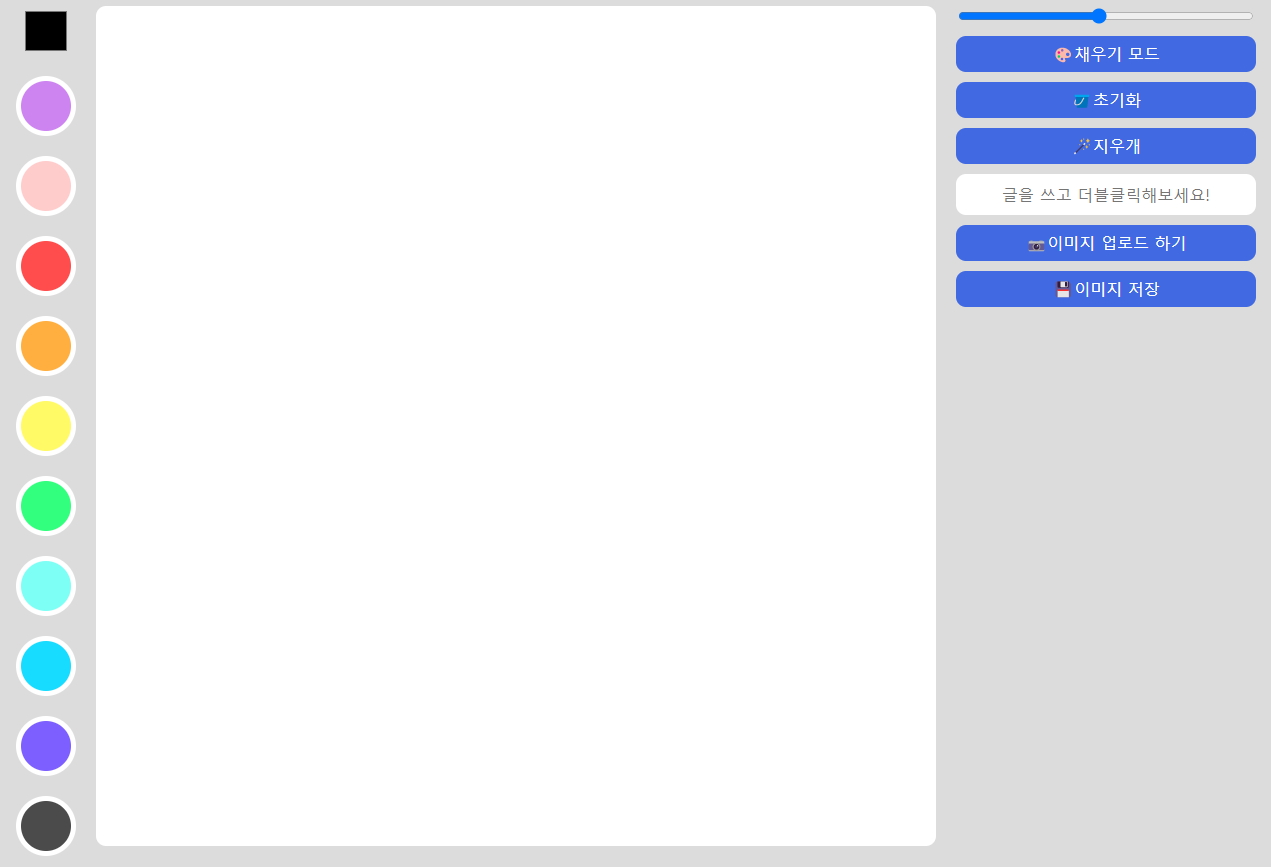 채우기 모드
초기화
지우개
글을 쓰고 더블클릭해보세요!
이미지 업로드 하기
이미지 저장